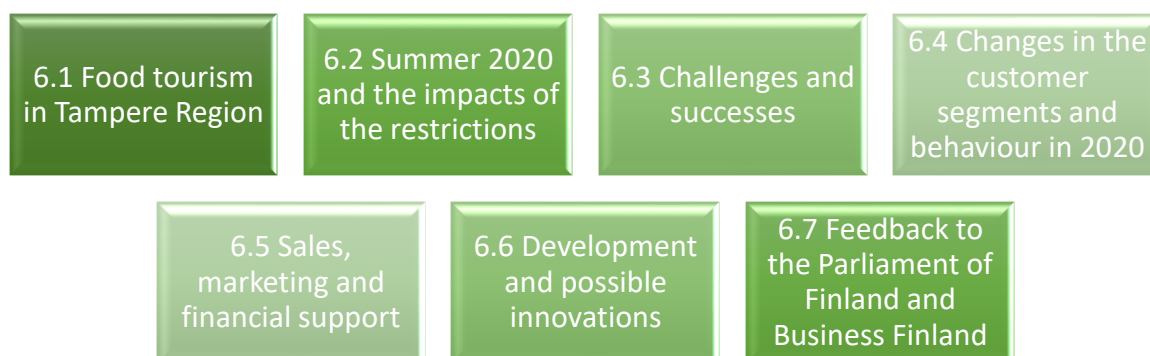 6.1 Food tourism
in Tampere Region
6.2 Summer 2020
and the impacts of
the restrictions
6.3 Challenges and
successes
6.4 Changes in the
customer
segments and
behaviour in 2020
6.5 Sales,
marketing and
financial support
6.6 Development
and possible
innovations
6.7 Feedback to
the Parliament of
Finland and
Business Finland